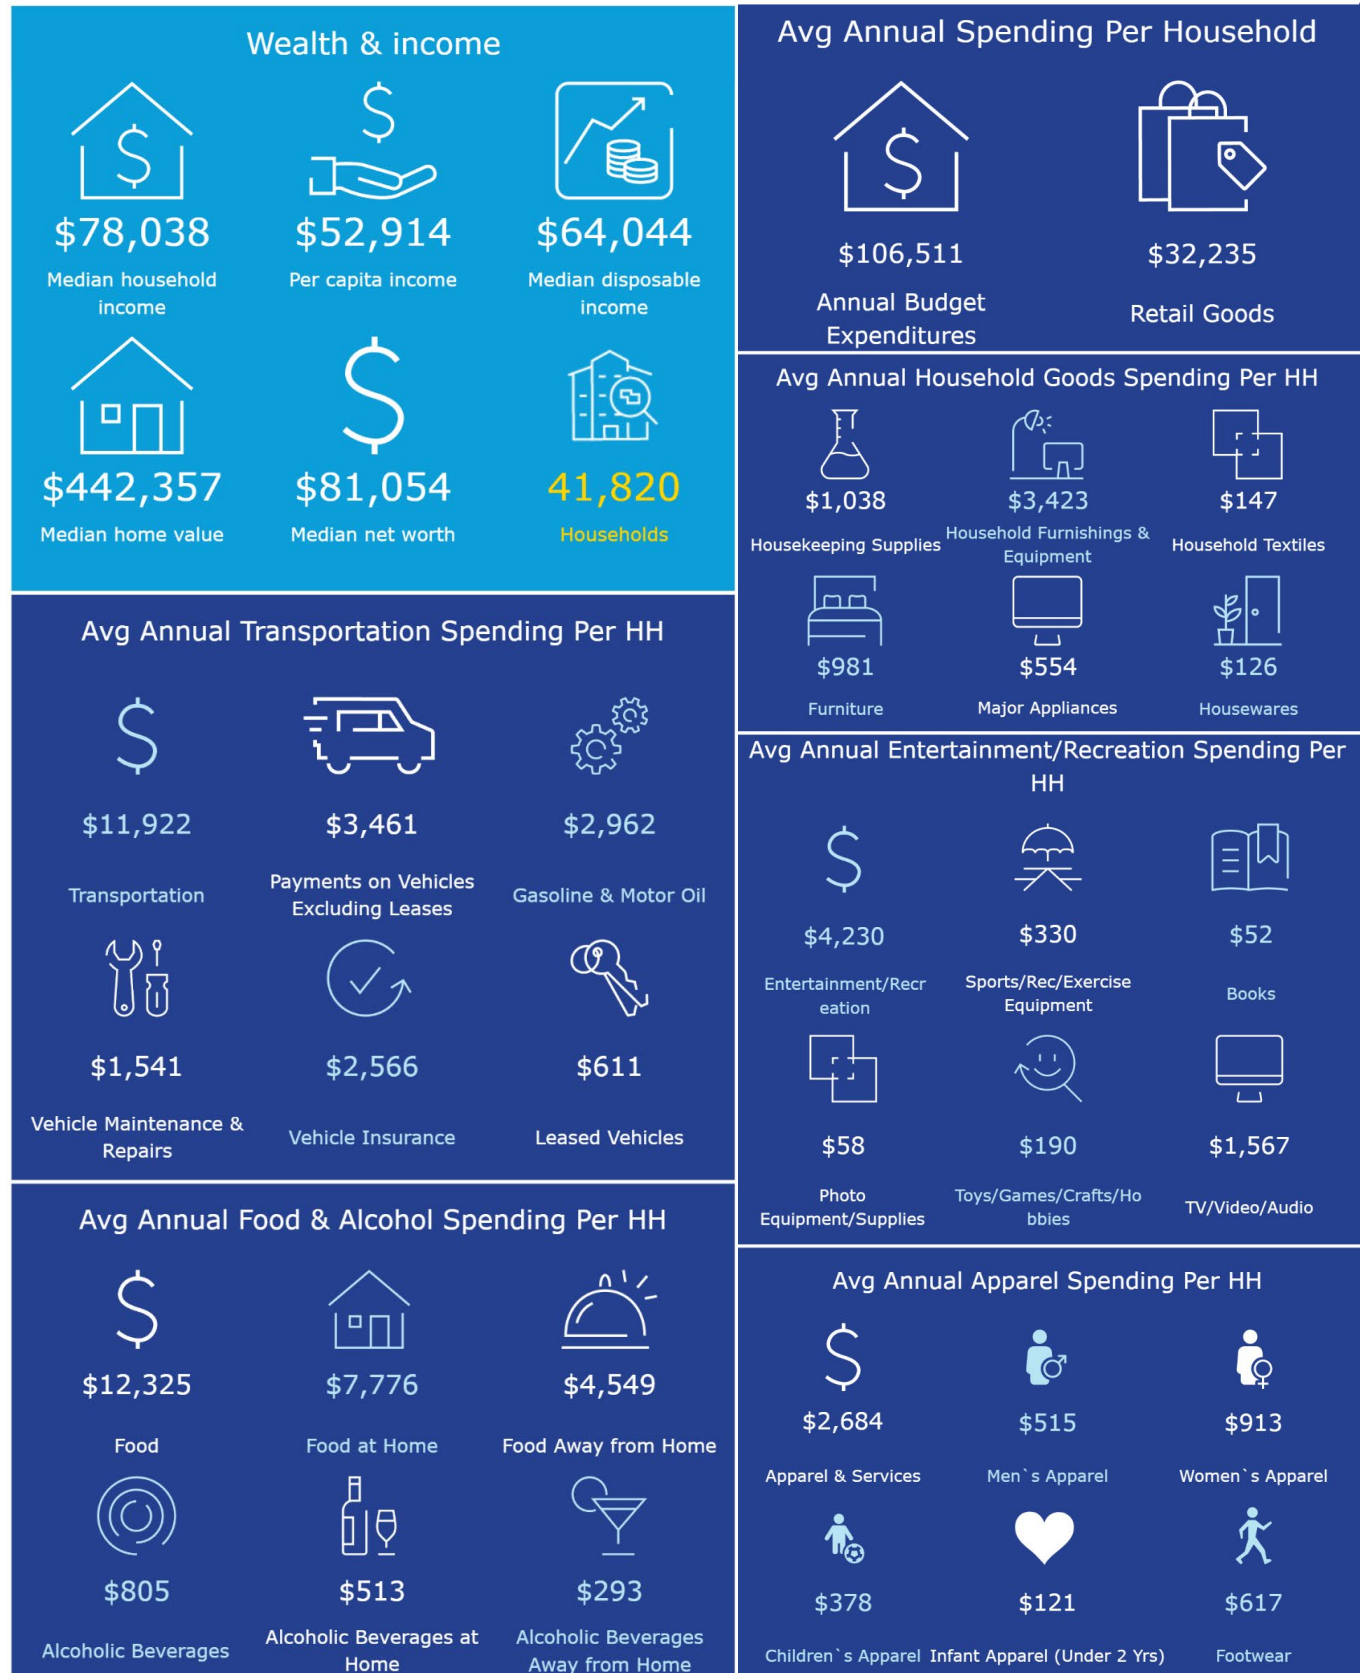 Wealth & income
$78,038
Median household
income
$52,914
Per capita income
$64,044
Median disposable
income
$442,357
Median home value
$81,054
Median net worth
41,820
Households
Avg Annual Transportation Spending Per HH
$11,922
Transportation
$3,461
Payments on Vehicles
Excluding Leases
$2,962
Gasoline & Motor Oil
$1,541
Vehicle Maintenance &
Repairs
$2,566
Vehicle Insurance
$611
Leased Vehicles
Avg Annual Food & Alcohol Spending Per HH
$12,325
Food
$7,776
Food at Home
$4,549
Food Away from Home
$805
Alcoholic Beverages
$513
Alcoholic Beverages at
Home
$293
Alcoholic Beverages
Away from Home
Avg Annual Spending Per Household
$106,511
Annual Budget
Expenditures
$32,235
Retail Goods
Avg Annual Household Goods Spending Per HH
$1,038
Housekeeping Supplies
$3,423
Household Furnishings &
Equipment
$147
Household Textiles
$981
Furniture
$554
Major Appliances
$126
Housewares
Avg Annual Entertainment/Recreation Spending Per
HH
$4,230
Entertainment/Recr
eation
$330
Sports/Rec/Exercise
Equipment
$52
Books
$58
Photo
Equipment/Supplies
$190
Toys/Games/Crafts/Ho
bbies
$1,567
TV/Video/Audio
Avg Annual Apparel Spending Per HH
$2,684
Apparel & Services
$515
Men`s Apparel
$913
Women`s Apparel
$378
Children`s Apparel
$121
Infant Apparel (Under 2 Yrs)
$617
Footwear